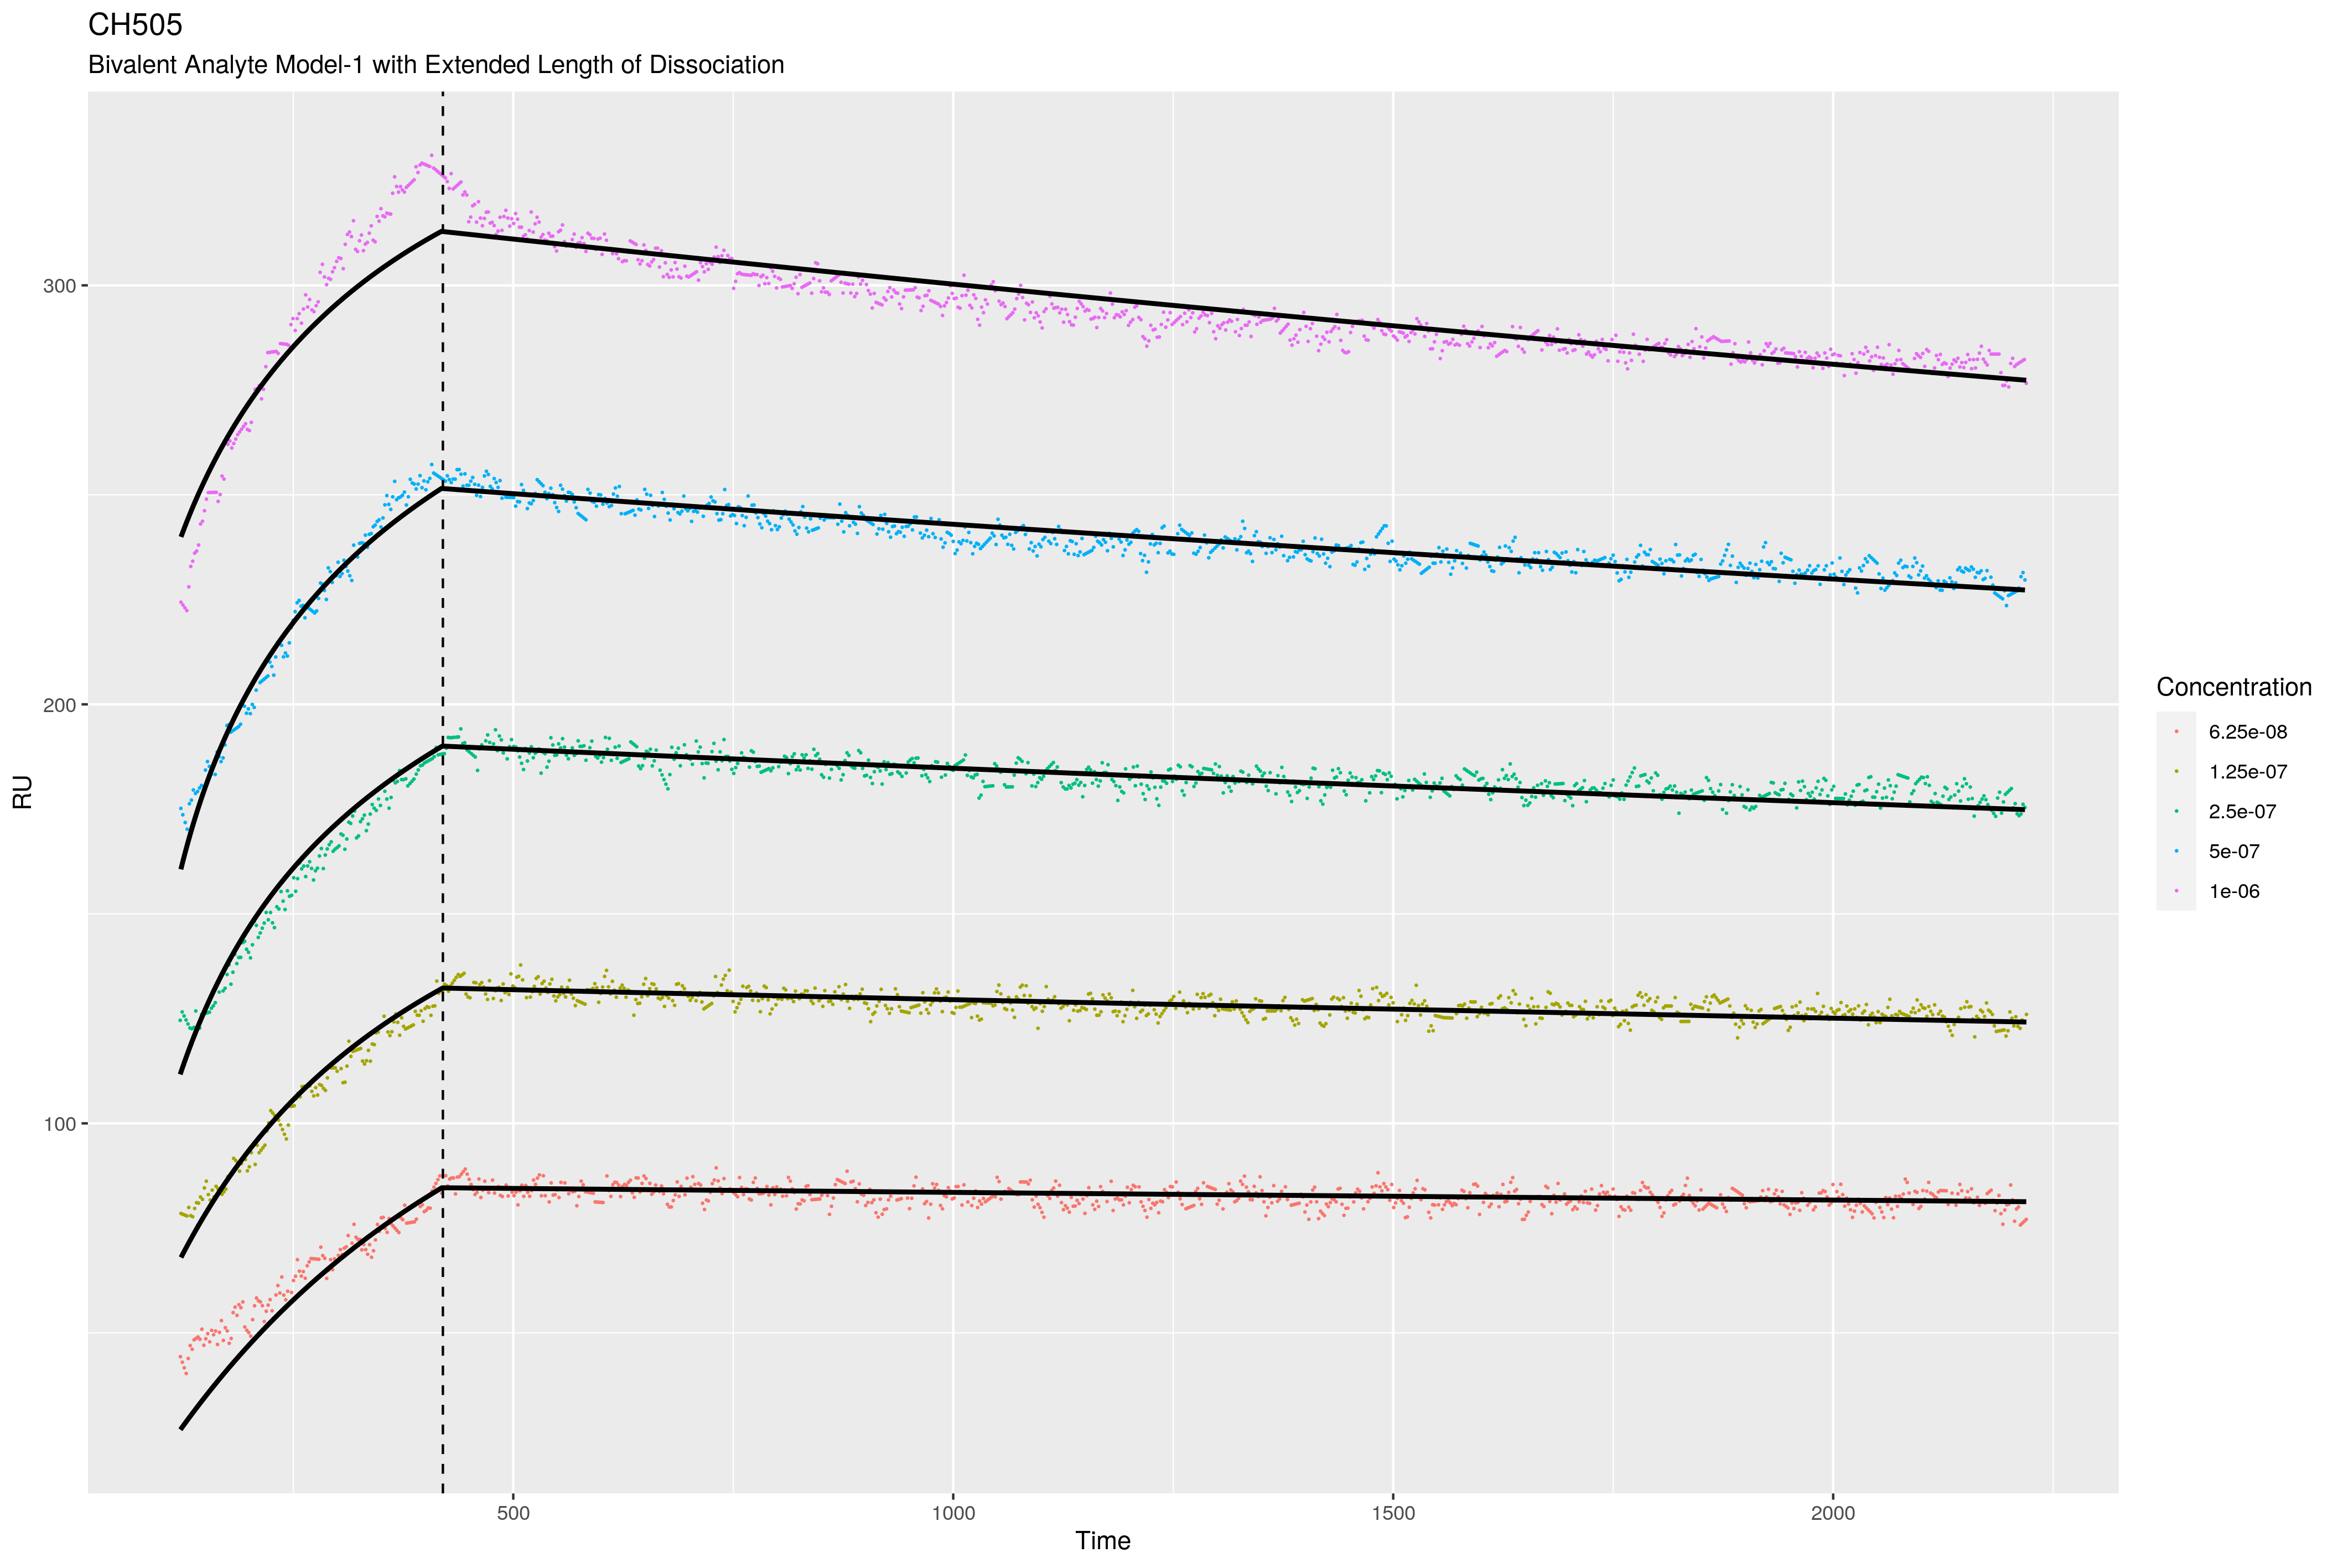 CH505
Bivalent Analyte Model-1 with Extended Length of Dissociation
RU
300
200
100
500
1000
1500
2000
Time
Concentration
6.25e-08
1.25e-07
2.5e-07
5e-07
1e-06